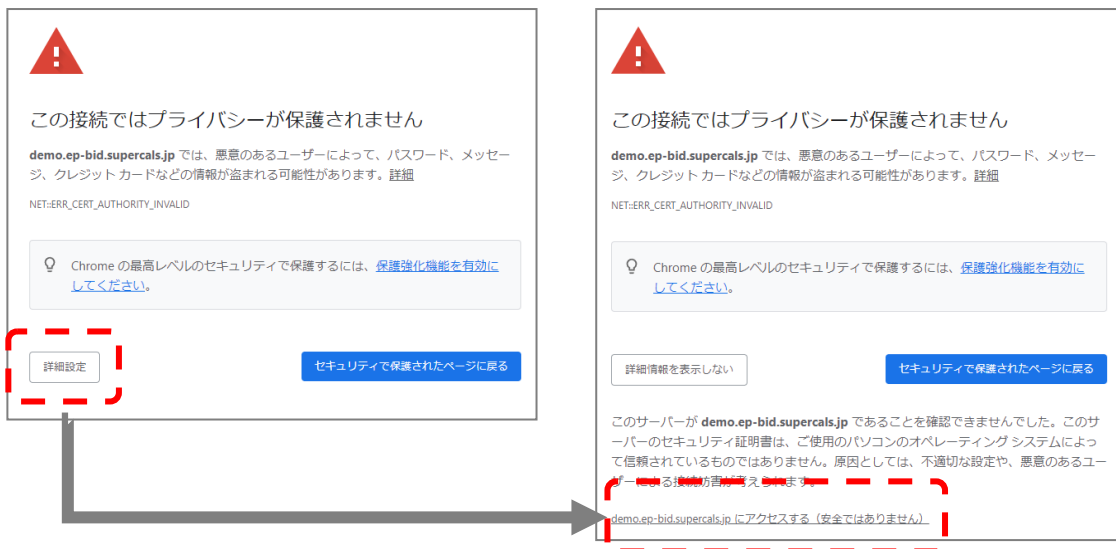 この接続ではプライバシーが保護されません
demo.ep-bid.supercals.jp では、悪意のあるユーザーによって、パスワード、メッセー
ジ、クレジット カードなどの情報が盗まれる可能性があります。詳細
NET::ERR_CERT_AUTHORITY_INVALID
Chrome の最高レベルのセキュリティで保護するには、保護強化機能を有効に
してください。
詳細設定
セキュリティで保護されたページに戻る
この接続ではプライバシーが保護されません
demo.ep-bid.supercals.jp では、悪意のあるユーザーによって、パスワード、メッセー
ジ、クレジット カードなどの情報が盗まれる可能性があります。詳細
NET::ERR_CERT_AUTHORITY_INVALID
Chrome の最高レベルのセキュリティで保護するには、保護強化機能を有効に
してください。
詳細情報を表示しない
セキュリティで保護されたページに戻る
このサーバーが demo.ep-bid.supercals.jp であることを確認できませんでした。このサ
ーバーのセキュリティ証明書は、ご使用のパソコンのオペレーティング システムによっ
て信頼されているものではありません。原因としては、不適切な設定や、悪意のあるユー
ザーによる接続妨害が考えられます。
demo.ep-bid.supercals.jp にアクセスする（安全ではありません）